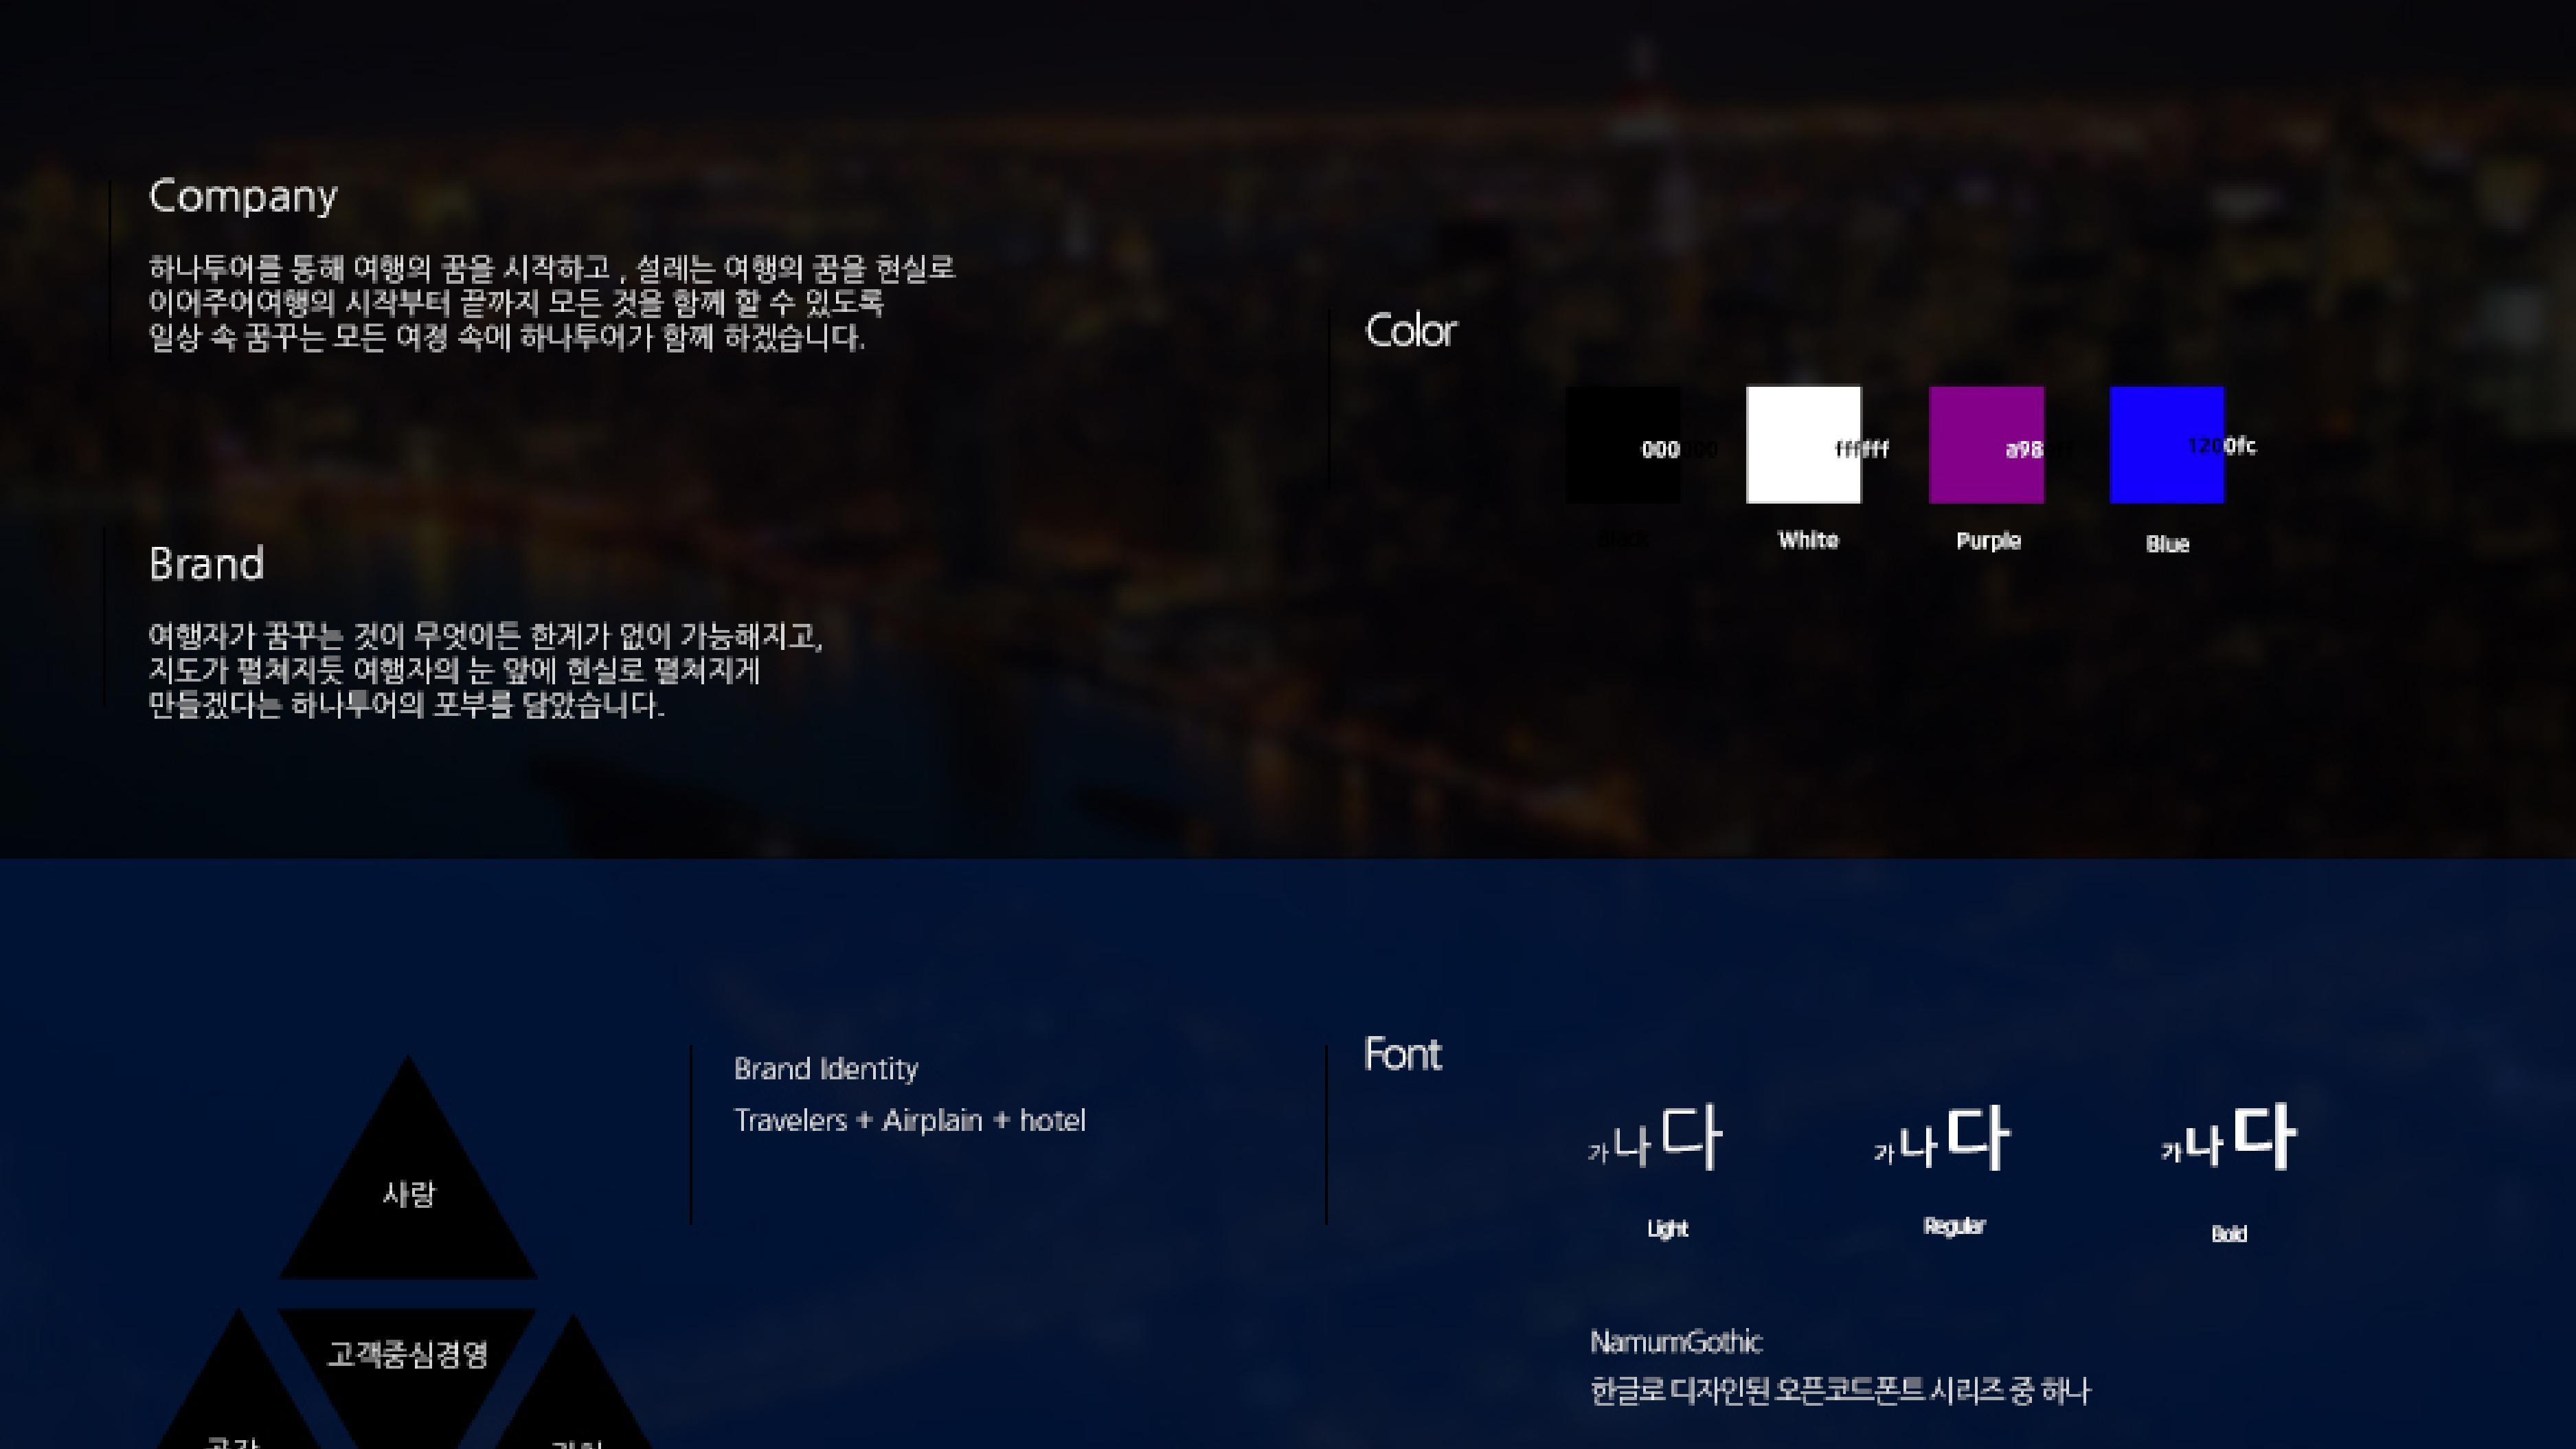 Company
하나투어를 통해 여행의 꿈을 시작하고 , 설레는 여행의 꿈을 현실로
이어주어여행의 시작부터 끝까지 모든 것을 함께 할 수 있도록
일상 속 꿈꾸는 모든 여정 속에 하나투어가 함께 하겠습니다.
Brand
여행자가 꿈꾸는 것이 무엇이든 한계가 없이 가능해지고,
지도가 펼쳐지듯 여행자의 눈 앞에 현실로 펼쳐지게
만들겠다는 하나투어의 포부를 담았습니다.
Color
000000
ffffff
1200fc
Black
White
Purple
Blue
사랑
고객중심경영
Brand Identity
Travelers + Airplain + hotel
Font
가나다
가나다
가나다
Light
Regular
Bold
NamumGothic
한글로 디자인된 오픈코드폰트 시리즈 중 하나